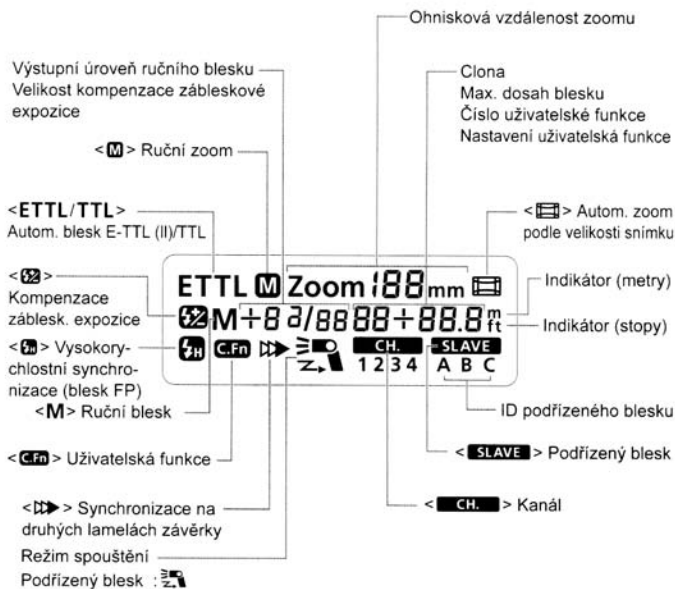 Ohnisková vzdálenost zoomu
Výstupní úroveň ručního blesku
Velikost kompenzace zábleskové
expozice
Clona
Max. dosah blesku
Číslo uživatelské funkce
Nastavení uživatelská funkce
<M> Ruční zoom
<ETTL/TTL>
Autom. blesk E-TTL (II)/TTL
< > Autom. zoom
podle velikosti snímku
< >
Kompenzace
záblesk. expozice
<H> Vysokory-
chlostní synchro-
nizace (blesk FP)
<M> Ruční blesk
ETTL M Zoom 188 mm
M+8 a/88 88+88.8 m
ft
H C.Fn CH. SLAVE
1 2 3 4 A B C
Indikátor (metry)
Indikátor (stopy)
ID podřízeného blesku
<C.Fn> Uživatelská funkce
<SLAVE> Podřízený blesk
< > Synchronizace na
druhých lamelách závěrky
<CH.> Kanál
Režim spouštění
Podřízený blesk :